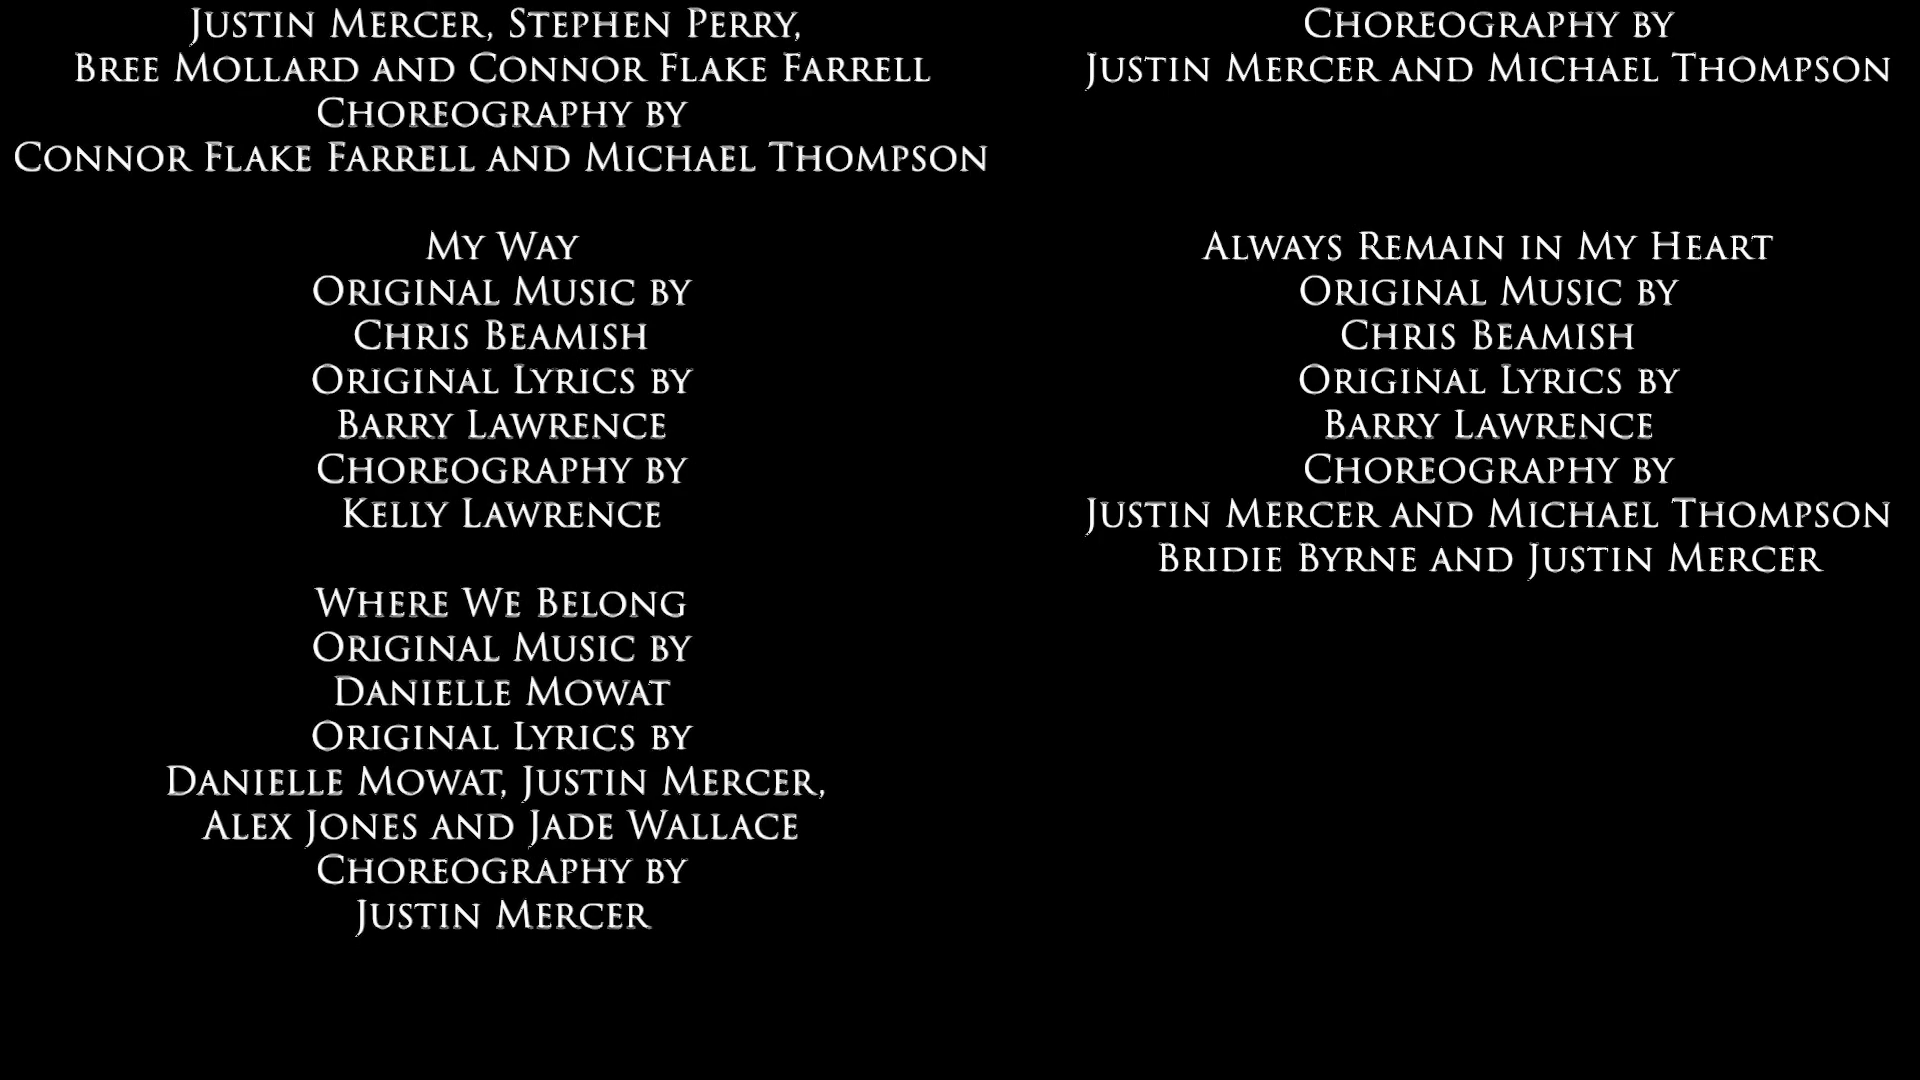 Justin Mercer, Stephen Perry,
Bree Mollard and Connor Flake Farrell
Choreography by
Connor Flake Farrell and Michael Thompson
My Way
Original Music by
Chris Beamish
Original Lyrics by
Barry Lawrence
Choreography by
Kelly Lawrence
Where We Belong
Original Music by
Danielle Mowat
Original Lyrics by
Danielle Mowat, Justin Mercer,
Alex Jones and Jade Wallace
Choreography by
Justin Mercer
Choreography by
Justin Mercer and Michael Thompson
Always Remain in My Heart
Original Music by
Chris Beamish
Original Lyrics by
Barry Lawrence
Choreography by
Justin Mercer and Michael Thompson
Bridie Byrne and Justin Mercer